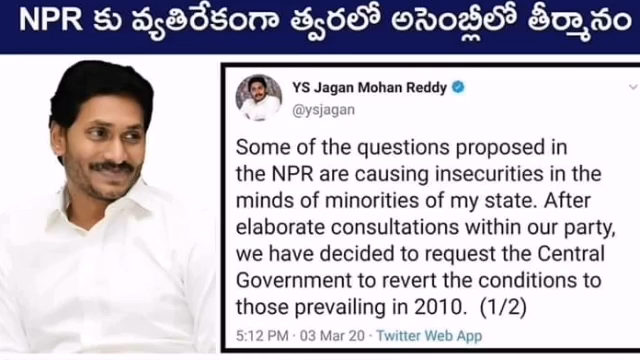 NPR కు వ్యతిరేకంగా త్వరలో అసెంబ్లీలో తీర్మానం
YS Jagan Mohan Reddy
@ysjagan
Some of the questions proposed in
the NPR are causing insecurities in the
minds of minorities of my state. After
elaborate consultations within our party,
we have decided to request the Central
Government to revert the conditions to
those prevailing in 2010. (1/2)
5:12 PM · 03 Mar 20 · Twitter Web App